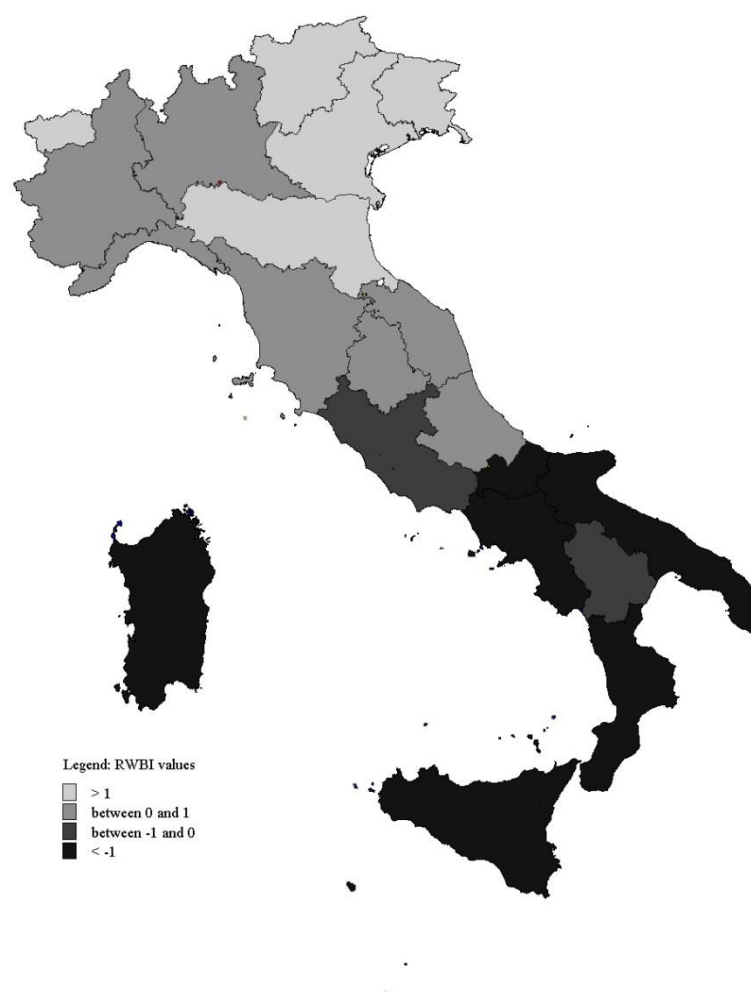 Legend: RWBI values
> 1
between 0 and 1
between -1 and 0
< -1